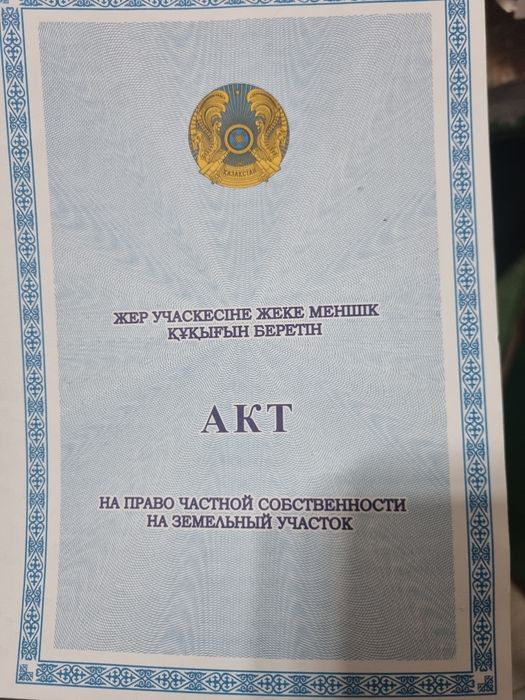 ҚАЗАҚСТАН
ЖЕР УЧАСКЕСІНЕ ЖЕКЕ МЕНШІК
ҚҰҚЫҒЫН БЕРЕТІН
АКТ
НА ПРАВО ЧАСТНОЙ СОБСТВЕННОСТИ
НА ЗЕМЕЛЬНЫЙ УЧАСТОК